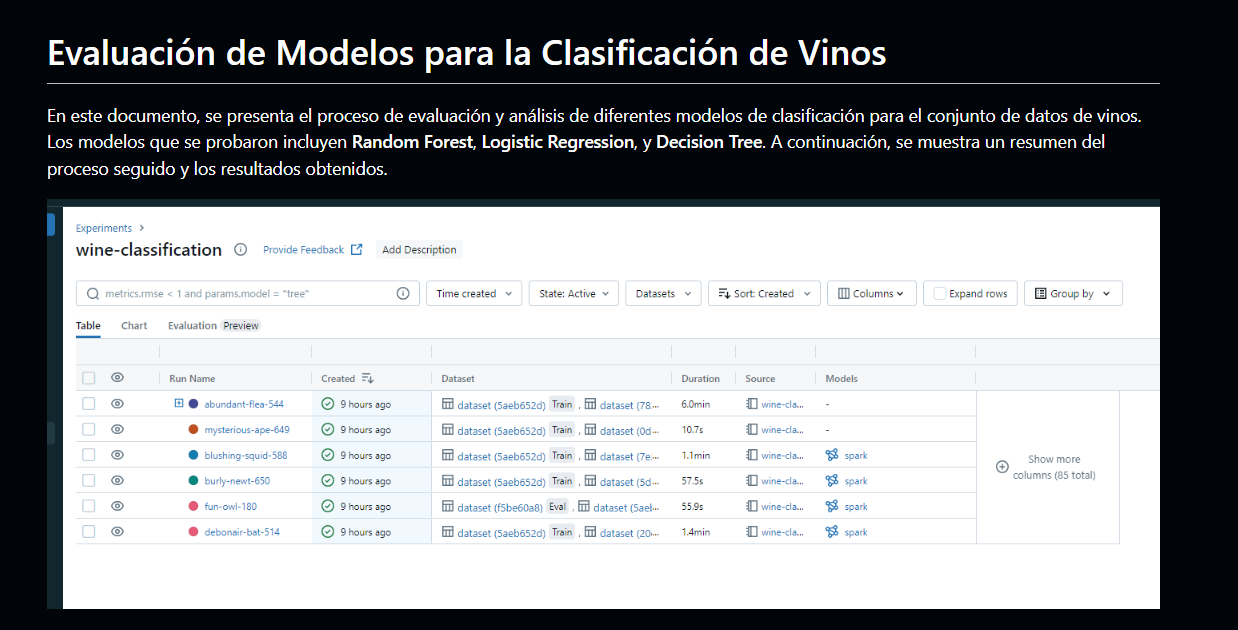 Evaluación de Modelos para la Clasificación de Vinos
En este documento, se presenta el proceso de evaluación y análisis de diferentes modelos de clasificación para el conjunto de datos de vinos.
Los modelos que se probaron incluyen Random Forest, Logistic Regression, y Decision Tree. A continuación, se muestra un resumen del
proceso seguido y los resultados obtenidos.
Experiments >
wine-classification Provide Feedback Add Description
metrics.rmse < 1 and params.model = "tree" Time created State: Active Datasets Sort: Created Columns Expand rows Group by
Table Chart Evaluation Preview
Run Name Created Dataset Duration Source Models
abundant-flea-544 9 hours ago dataset (5aeb652d) Train , dataset (78... 6.0min wine-cla... -
mysterious-ape-649 9 hours ago dataset (5aeb652d) Train , dataset (0d... 10.7s wine-cla... -
blushing-squid-588 9 hours ago dataset (5aeb652d) Train , dataset (7e... 1.1min wine-cla... spark
burly-newt-650 9 hours ago dataset (5aeb652d) Train , dataset (5d... 57.5s wine-cla... spark
fun-owl-180 9 hours ago dataset (f5be60a8) Eval , dataset (5ael... 55.9s wine-cla... spark
debonair-bat-514 9 hours ago dataset (5aeb652d) Train , dataset (20... 1.4min wine-cla... spark
Show more
columns (85 total)